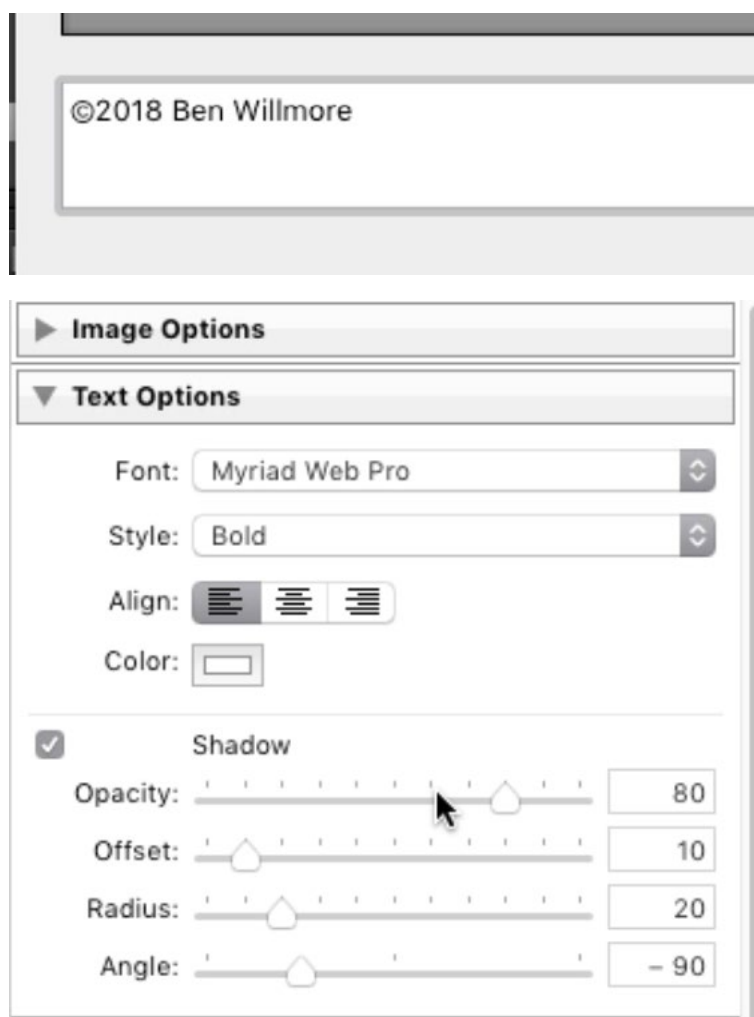 ©2018 Ben Willmore
Image Options
Text Options
Font: Myriad Web Pro
Style: Bold
Align:
Color:
Shadow
Opacity: 80
Offset: 10
Radius: 20
Angle: – 90